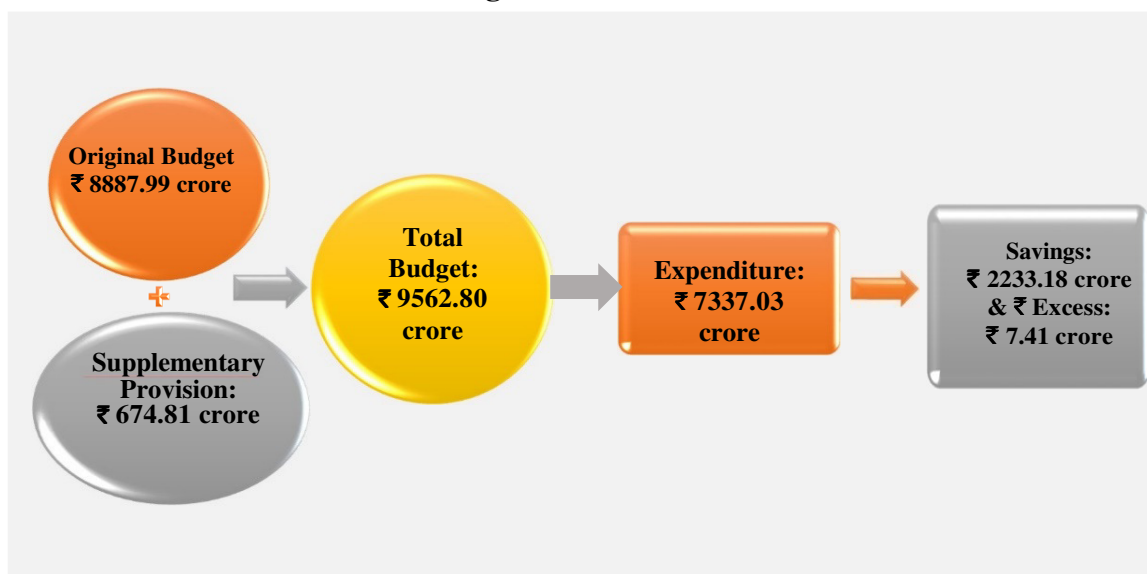 Original Budget
₹ 8887.99 crore
+
Supplementary
Provision:
₹ 674.81 crore
Total
Budget:
₹ 9562.80
crore
Expenditure:
₹ 7337.03
crore
Savings:
₹ 2233.18 crore
& ₹ Excess:
₹ 7.41 crore